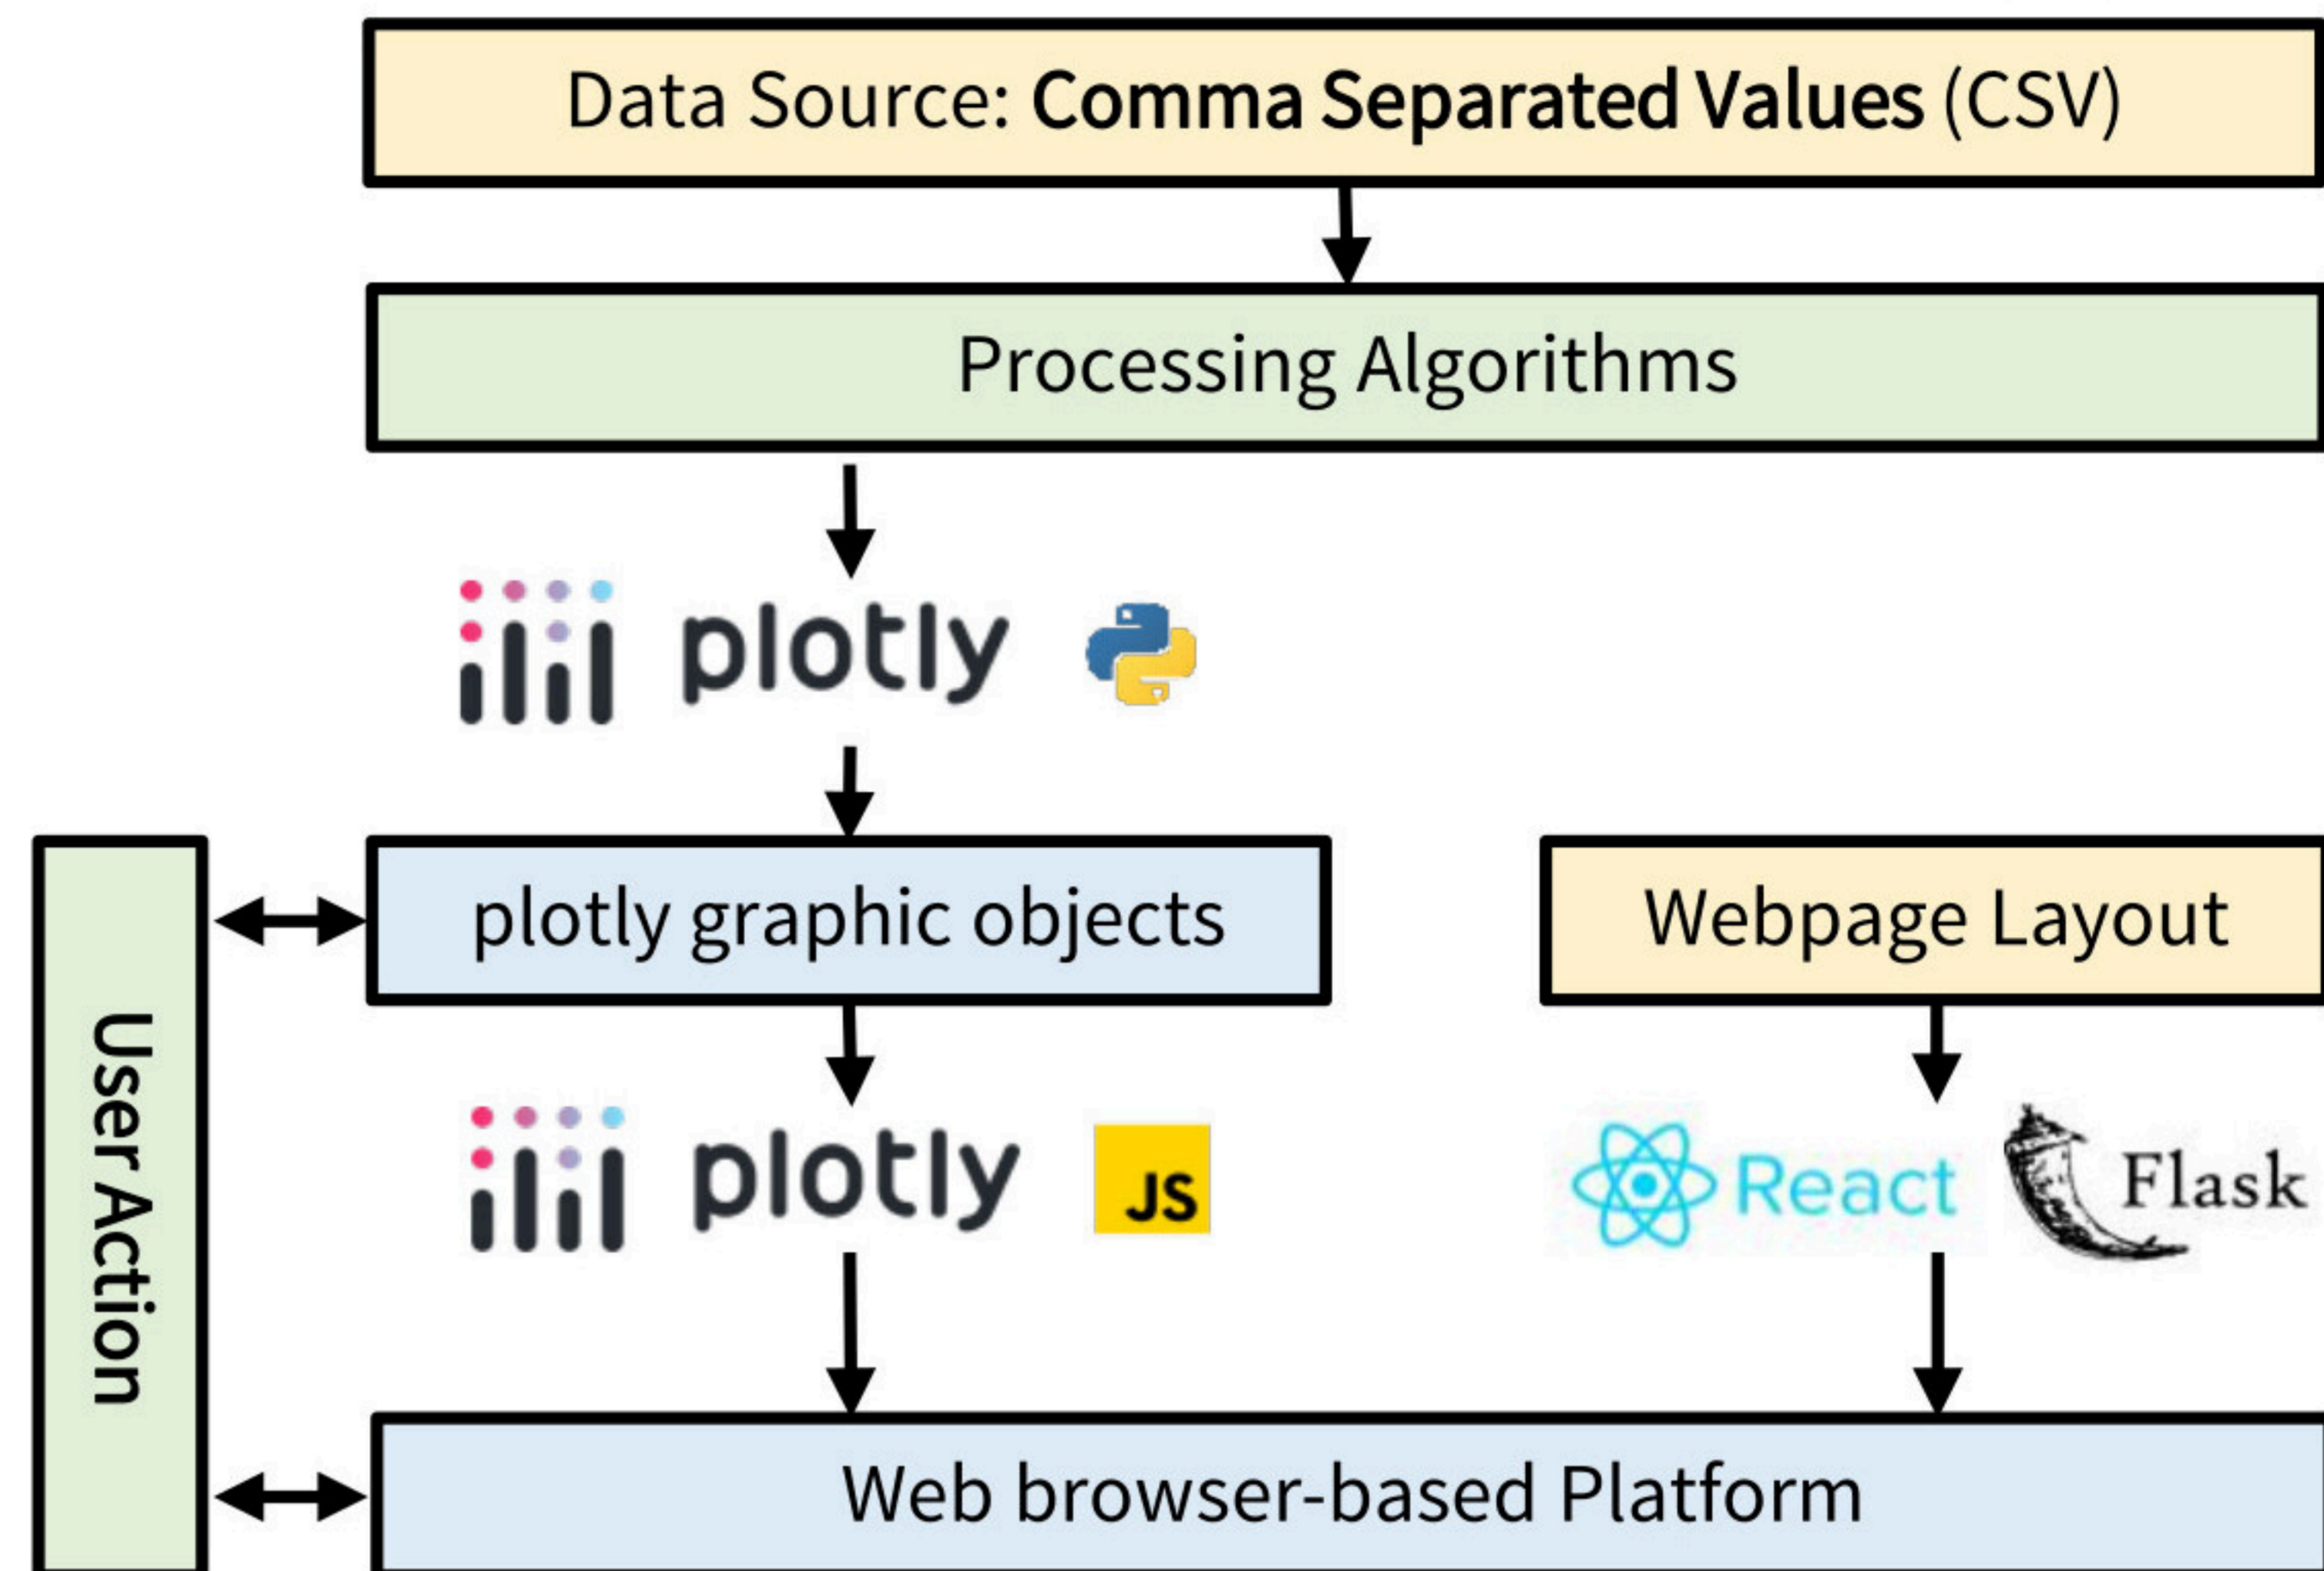 Data Source: Comma Separated Values (CSV)
Processing Algorithms
plotly
plotly graphic objects
Webpage Layout
User Action
plotly
JS
React
Flask
Web browser-based Platform